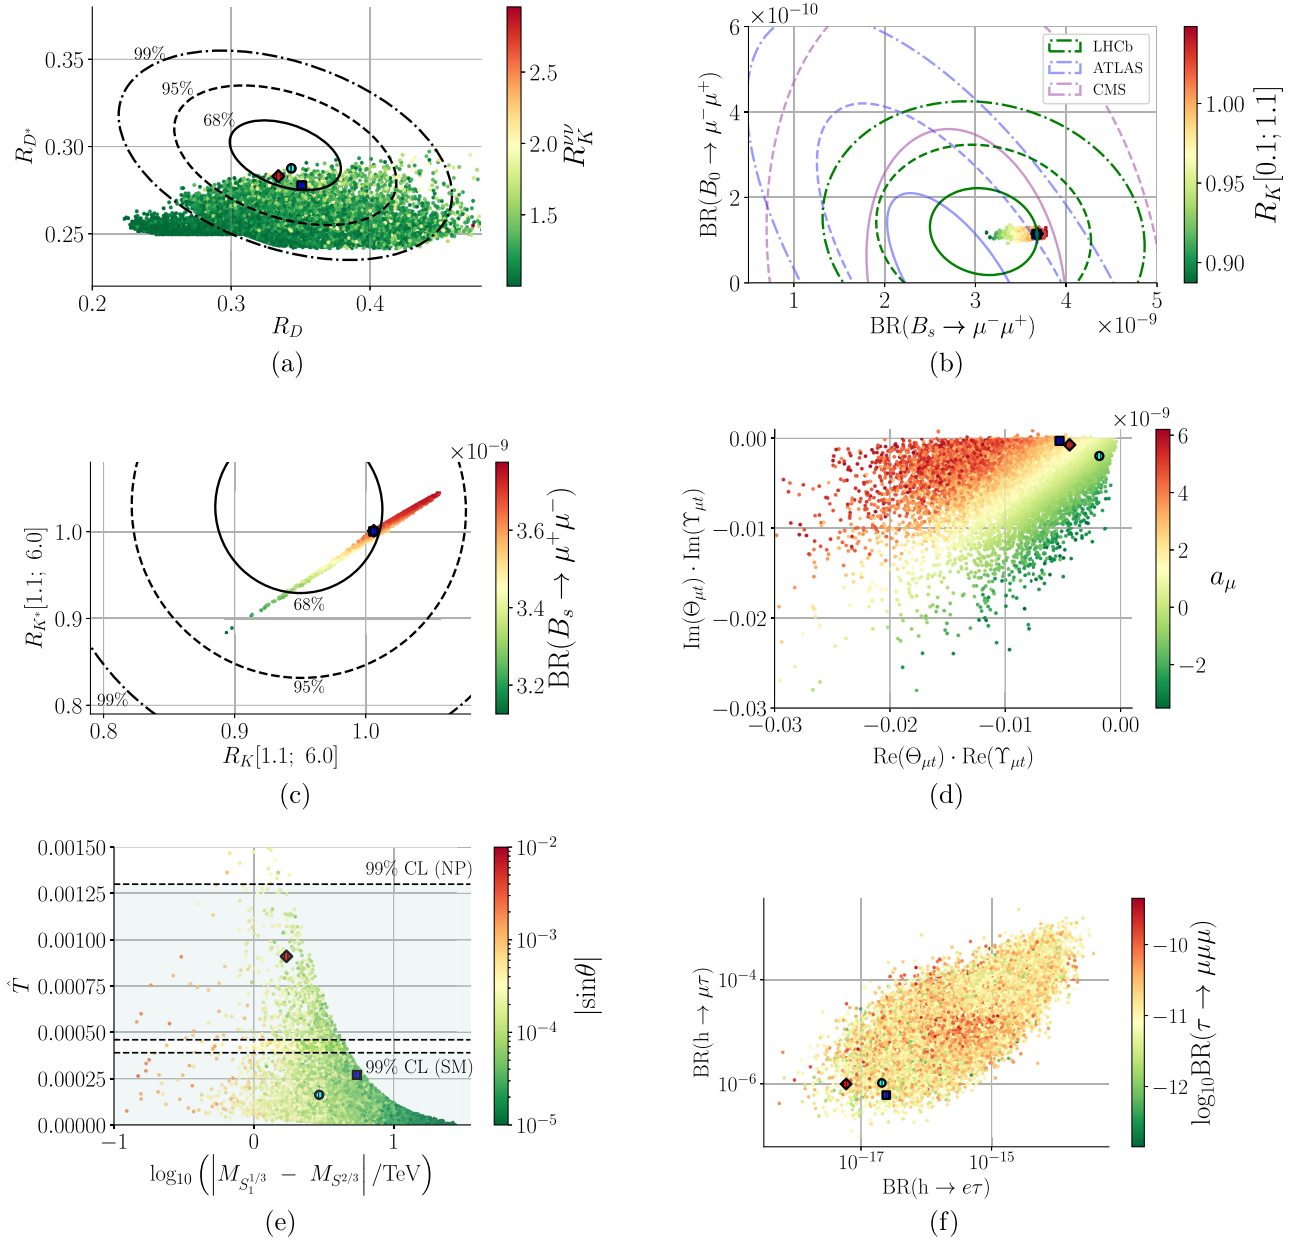 0.35
0.30
0.25
R_{D*}
99%
95%
68%
0.2
0.3
0.4
R_D
(a)
2.5
2.0
1.5
R_K^{νν}
×10⁻¹⁰
6
4
2
0
BR(B₀ → μ⁻μ⁺)
LHCb
ATLAS
CMS
1
2
3
4
5
BR(B_s → μ⁻μ⁺)
×10⁻⁹
(b)
1.00
0.95
0.90
R_K[0.1; 1.1]
1.0
0.9
0.8
R_{K*}[1.1; 6.0]
68%
95%
99%
0.8
0.9
1.0
R_K[1.1; 6.0]
(c)
×10⁻⁹
3.6
3.4
3.2
BR(B_s → μ⁺μ⁻)
0.00
−0.01
−0.02
−0.03
Im(Θ_{μt}) · Im(ϒ_{μt})
−0.03
−0.02
−0.01
0.00
Re(Θ_{μt}) · Re(ϒ_{μt})
(d)
×10⁻⁹
6
4
2
0
−2
a_μ
0.00150
0.00125
0.00100
0.00075
0.00050
0.00025
0.00000
T̂
99% CL (NP)
99% CL (SM)
−1
0
1
log₁₀(|M_{S_1^{1/3}} − M_{S^{2/3}}|/TeV)
(e)
10⁻²
10⁻³
10⁻⁴
10⁻⁵
|sinθ|
10⁻⁴
10⁻⁶
BR(h → μτ)
10⁻¹⁷
10⁻¹⁵
BR(h → eτ)
(f)
−10
−11
−12
log₁₀BR(τ → μμμ)